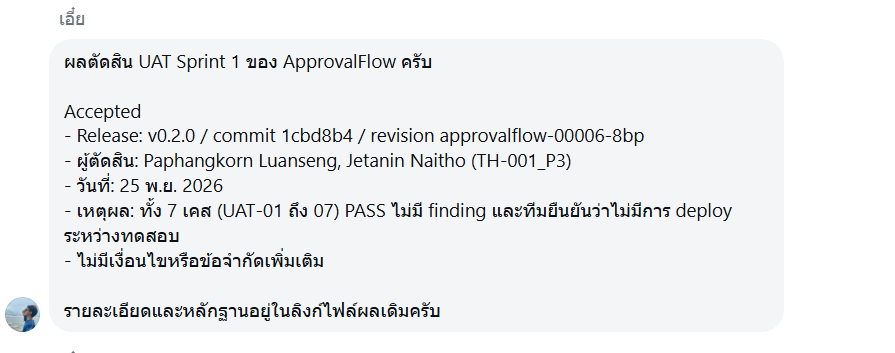 เอี๋ย
ผลตัดสิน UAT Sprint 1 ของ ApprovalFlow ครับ
Accepted
- Release: v0.2.0 / commit 1cbd8b4 / revision approvalflow-00006-8bp
- ผู้ตัดสิน: Paphangkorn Luanseng, Jetanin Naitho (TH-001_P3)
- วันที่: 25 พ.ย. 2026
- เหตุผล: ทั้ง 7 เคส (UAT-01 ถึง 07) PASS ไม่มี finding และทีมยืนยันว่าไม่มีการ deploy
ระหว่างทดสอบ
- ไม่มีเงื่อนไขหรือข้อจำกัดเพิ่มเติม
รายละเอียดและหลักฐานอยู่ในลิงก์ไฟล์ผลเดิมครับ